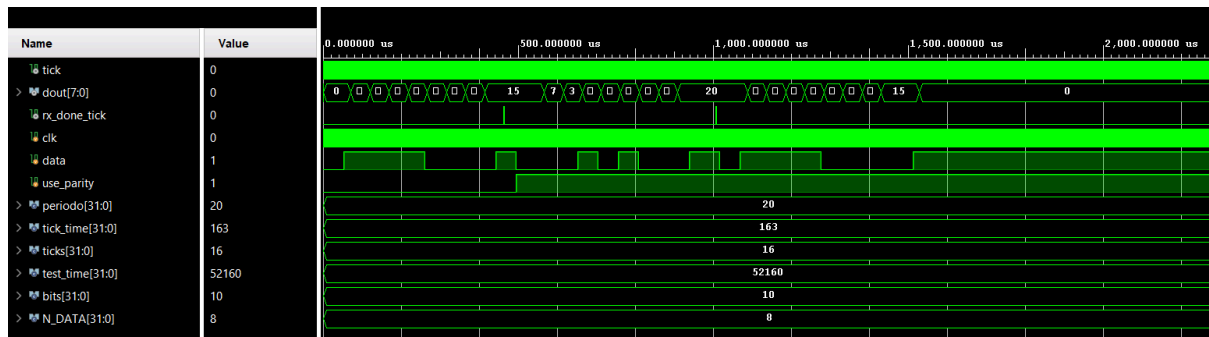 Name Value 0.000000 us 500.000000 us 1,000.000000 us 1,500.000000 us 2,000.000000 us
tick 0
dout[7:0] 0 0 15 7 3 20 15 0
rx_done_tick 0
clk 0
data 1
use_parity 1
periodo[31:0] 20 20
tick_time[31:0] 163 163
ticks[31:0] 16 16
test_time[31:0] 52160 52160
bits[31:0] 10 10
N_DATA[31:0] 8 8